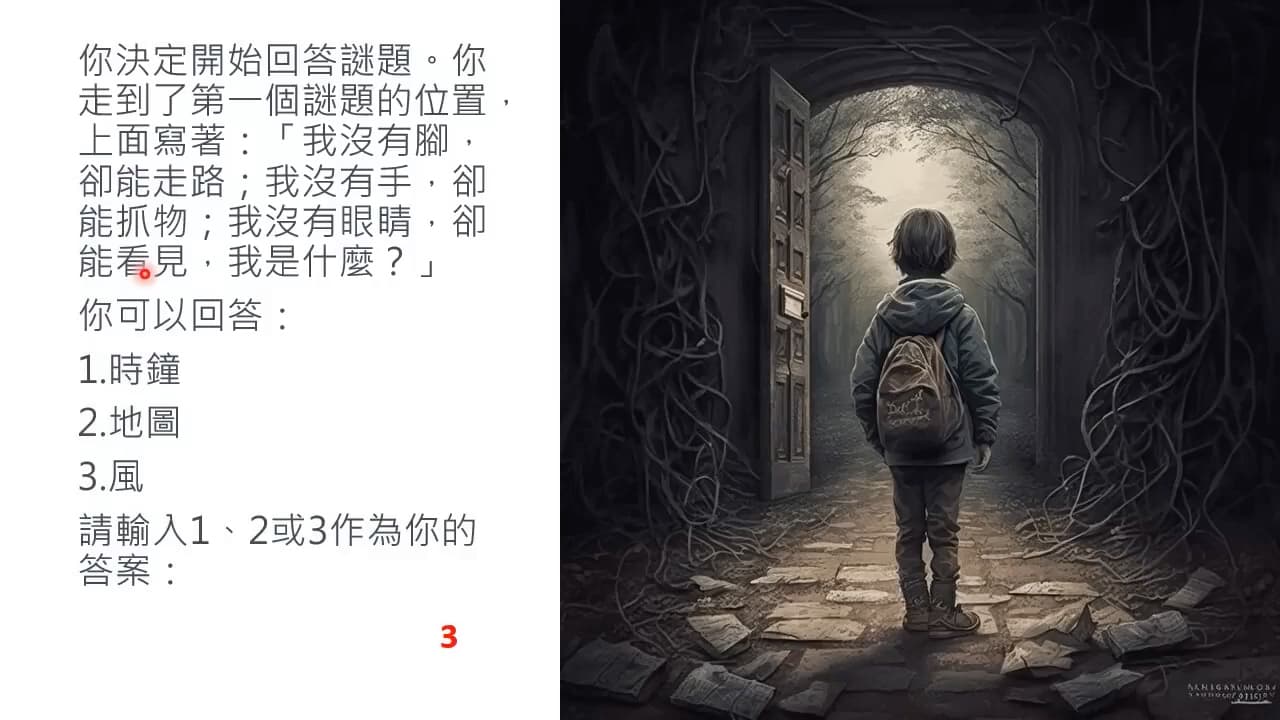 你決定開始回答謎題。你
走到了第一個謎題的位置，
上面寫著：「我沒有腳，
卻能走路；我沒有手，卻
能抓物；我沒有眼睛，卻
能看見，我是什麼？」
你可以回答：
1.時鐘
2.地圖
3.風
請輸入1、2或3作為你的
答案：
3